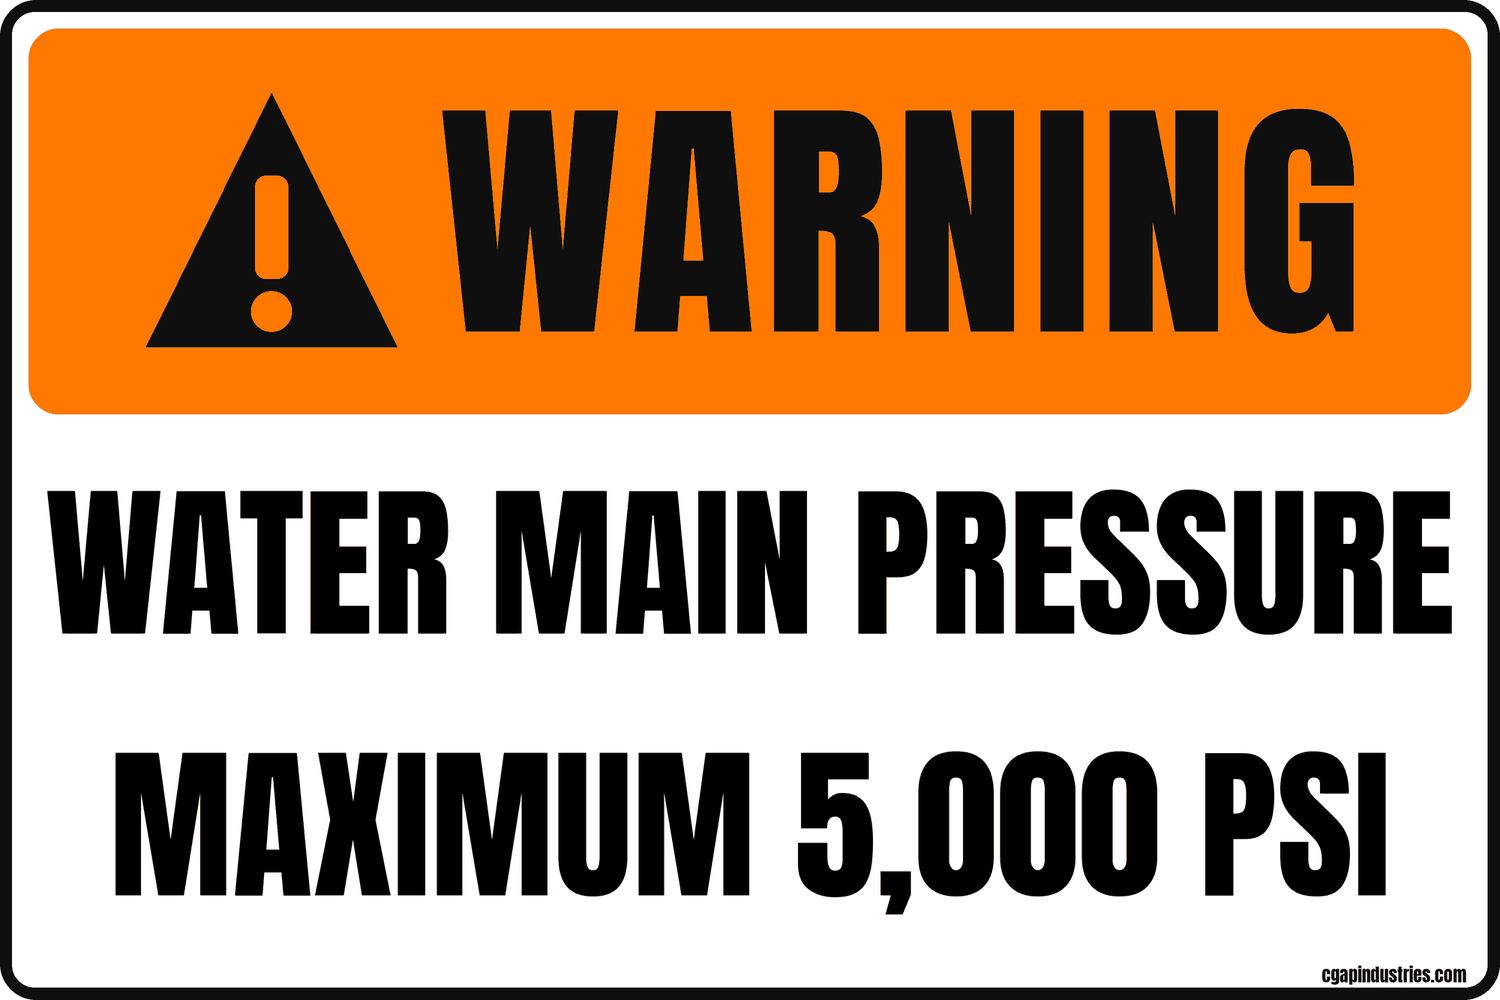 WARNING
WATER MAIN PRESSURE
MAXIMUM 5,000 PSI
cgapindustries.com